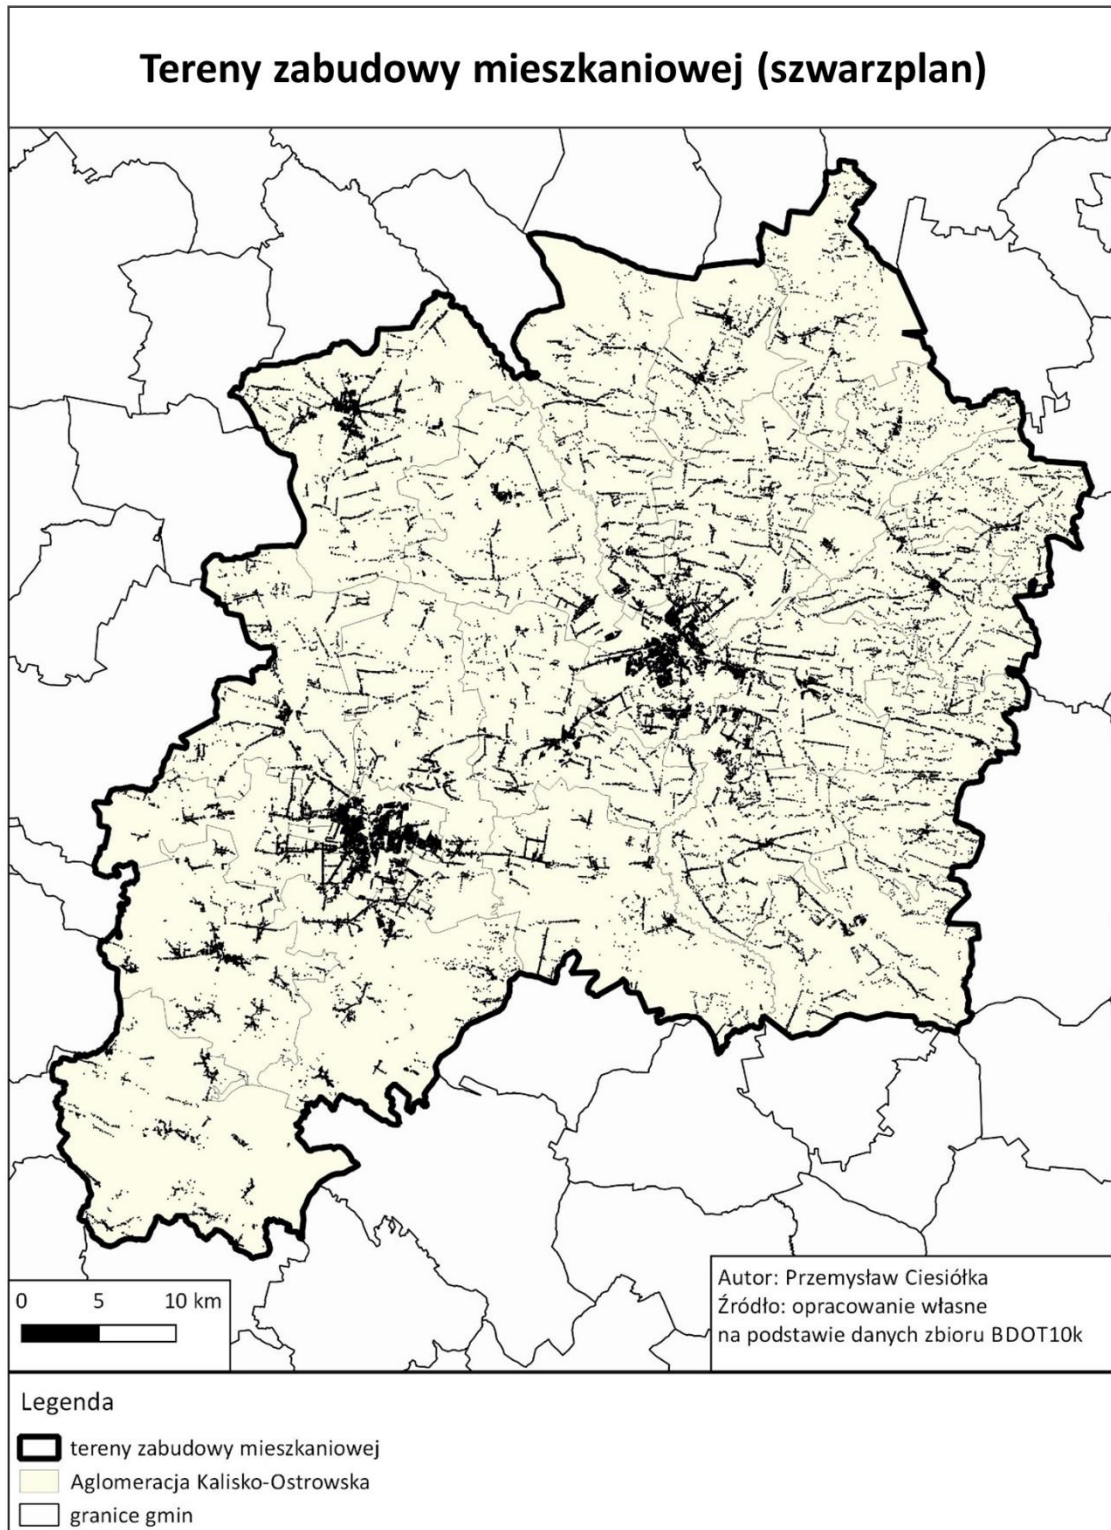 Tereny zabudowy mieszkaniowej (szwarzplan)
0 5 10 km
Autor: Przemysław Ciesiółka
Źródło: opracowanie własne
na podstawie danych zbioru BDOT10k
Legenda
tereny zabudowy mieszkaniowej
Aglomeracja Kalisko-Ostrowska
granice gmin